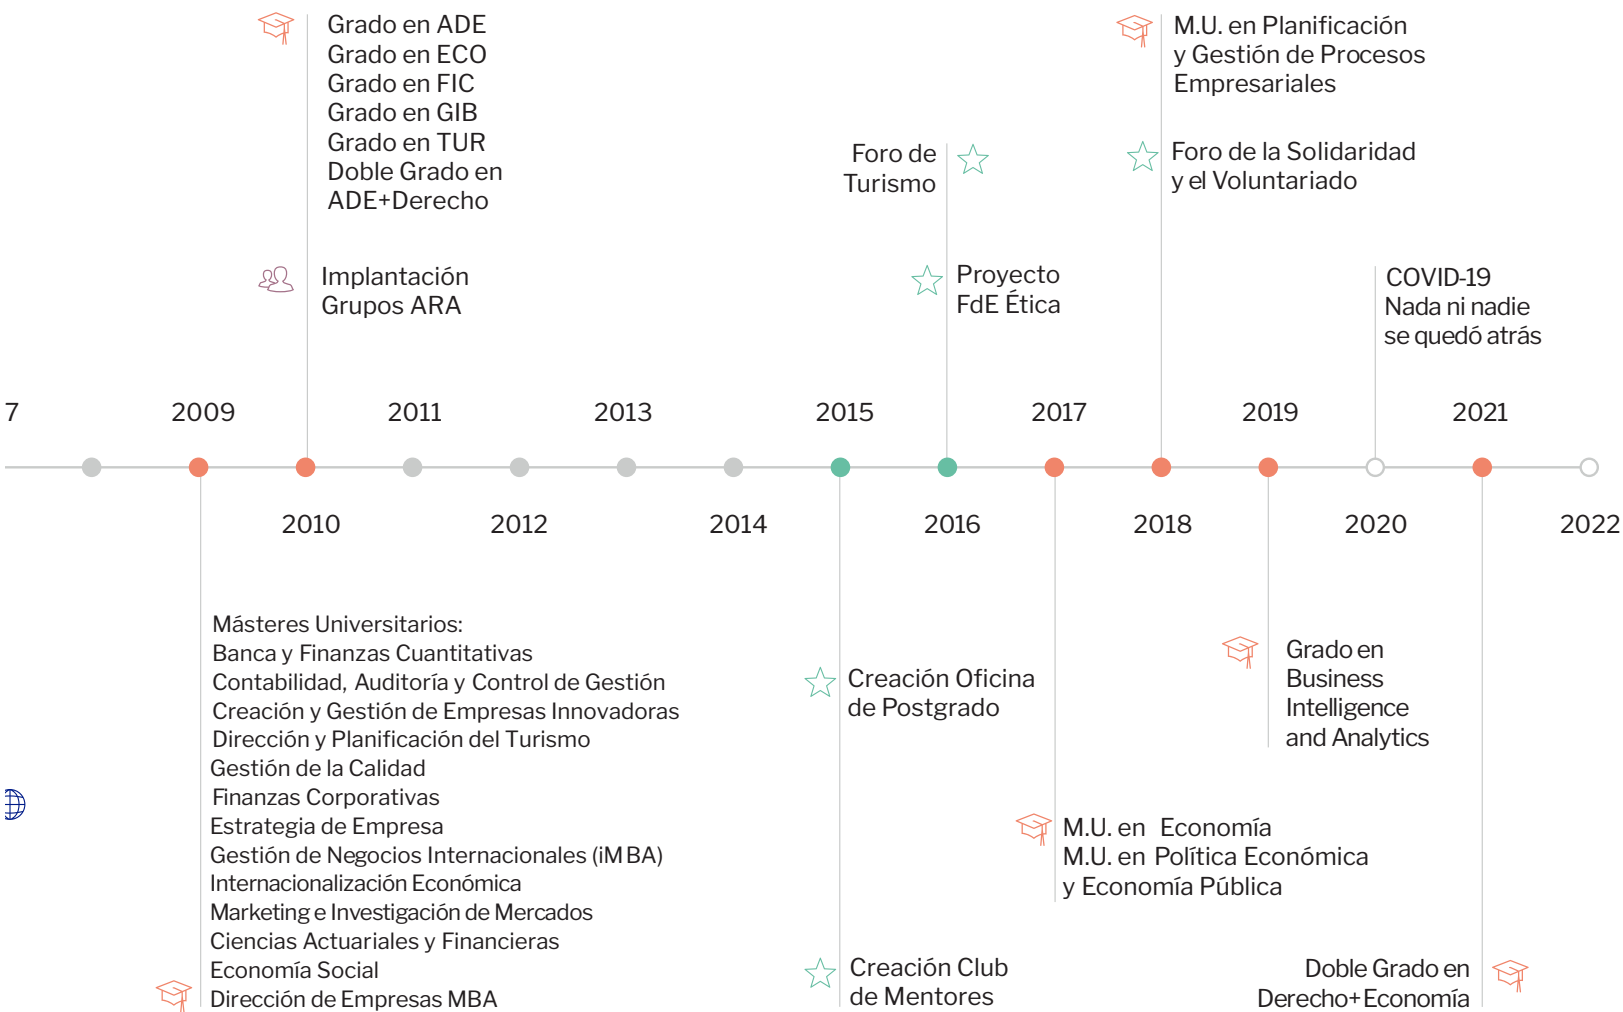 Grado en ADE
Grado en ECO
Grado en FIC
Grado en GIB
Grado en TUR
Doble Grado en
ADE+Derecho
Implantación
Grupos ARA
Foro de
Turismo
Proyecto
FdE Ética
M.U. en Planificación
y Gestión de Procesos
Empresariales
Foro de la Solidaridad
y el Voluntariado
COVID-19
Nada ni nadie
se quedó atrás
7 2009 2011 2013 2015 2017 2019 2021
2010 2012 2014 2016 2018 2020 2022
Másteres Universitarios:
Banca y Finanzas Cuantitativas
Contabilidad, Auditoría y Control de Gestión
Creación y Gestión de Empresas Innovadoras
Dirección y Planificación del Turismo
Gestión de la Calidad
Finanzas Corporativas
Estrategia de Empresa
Gestión de Negocios Internacionales (iMBA)
Internacionalización Económica
Marketing e Investigación de Mercados
Ciencias Actuariales y Financieras
Economía Social
Dirección de Empresas MBA
Creación Oficina
de Postgrado
Creación Club
de Mentores
M.U. en Economía
M.U. en Política Económica
y Economía Pública
Grado en
Business
Intelligence
and Analytics
Doble Grado en
Derecho+Economía